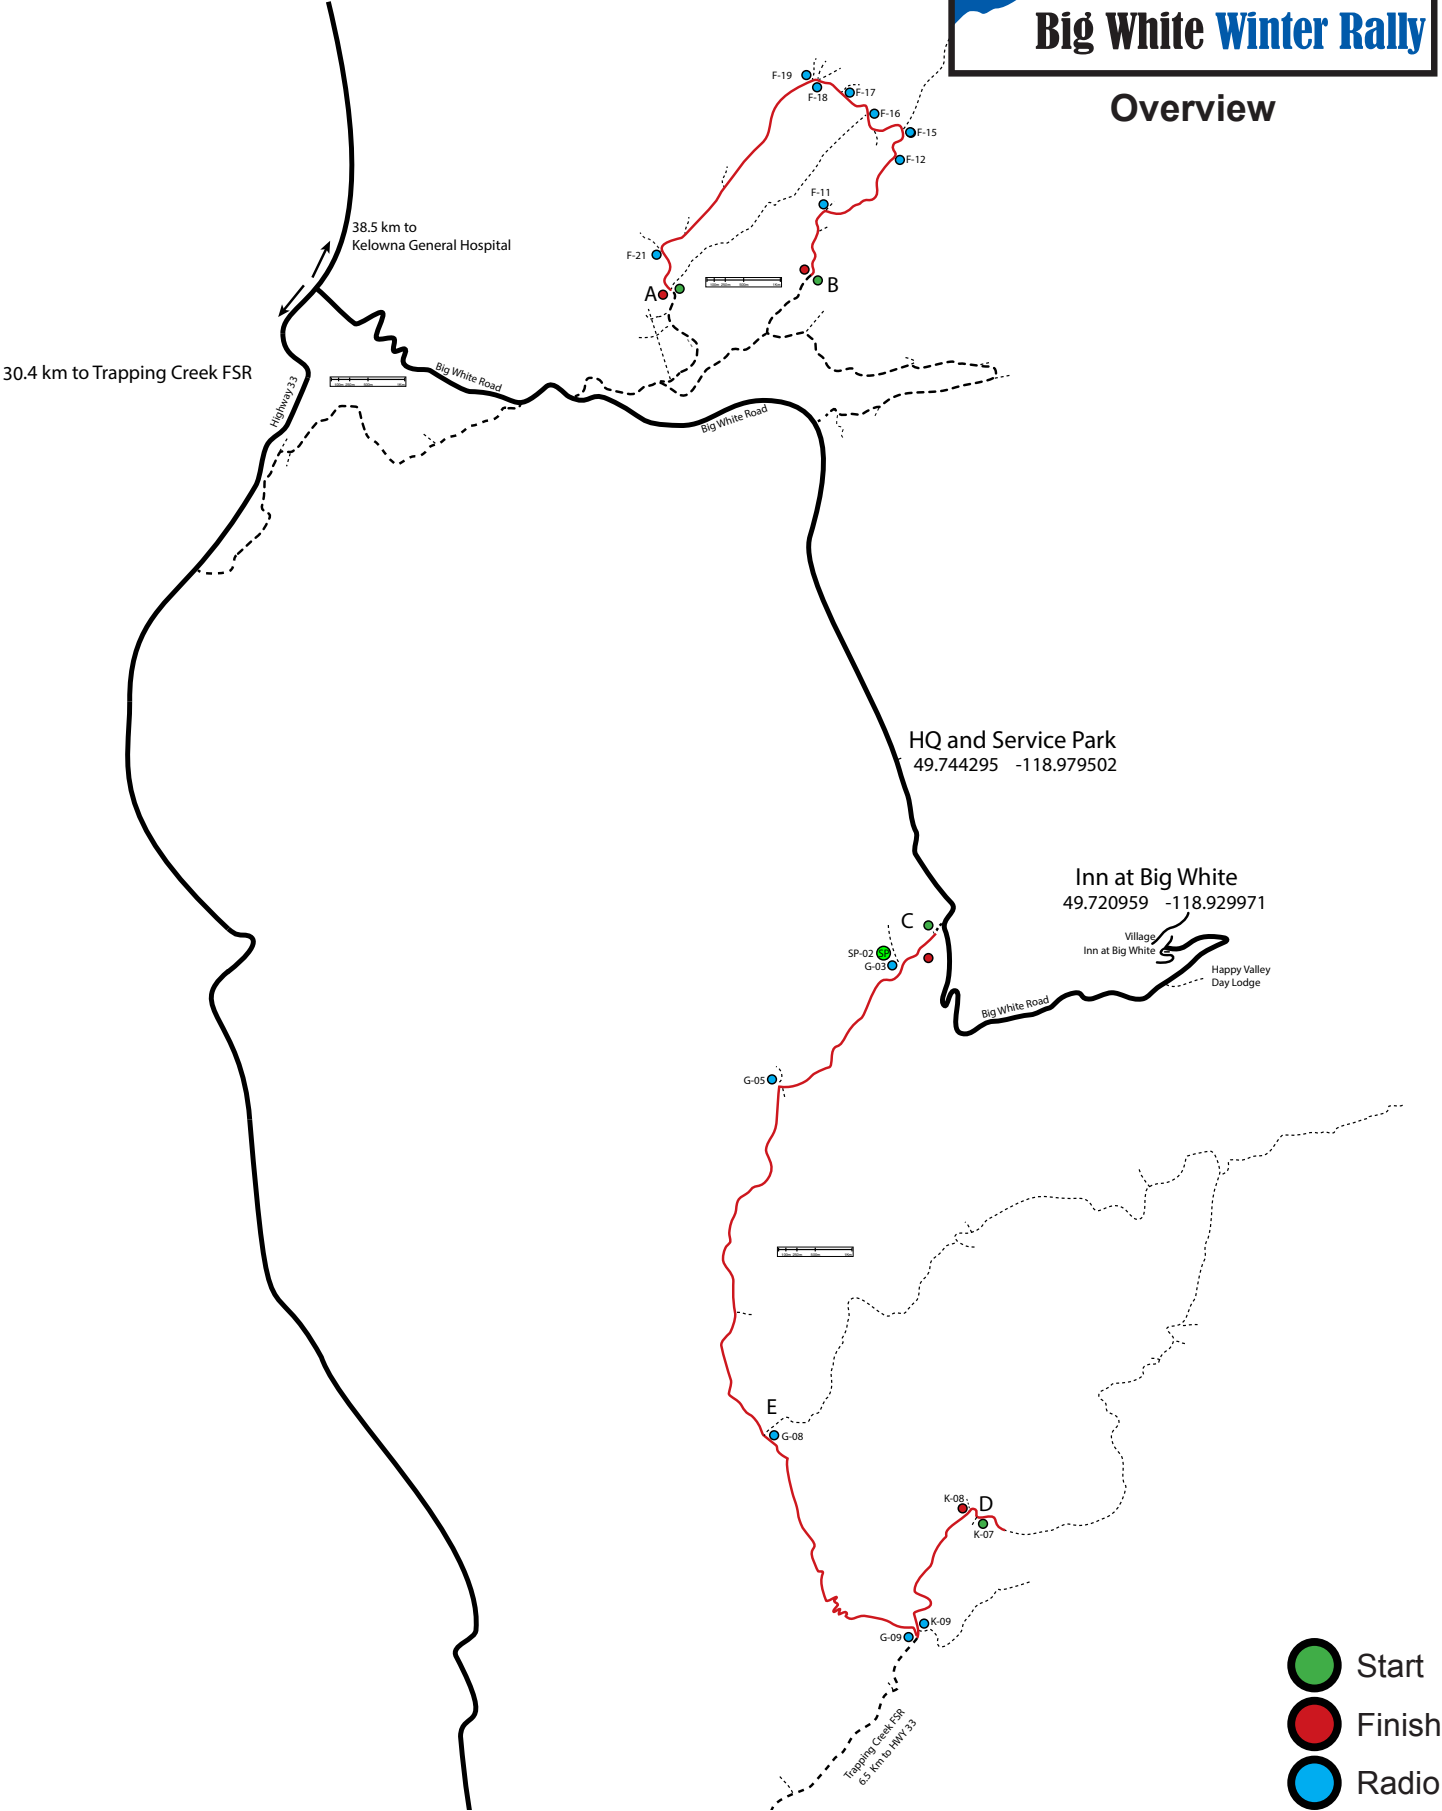 Big White Winter Rally
Overview
F-19
F-18
F-17
F-16
F-15
F-12
F-11
F-21
A
B
38.5 km to
Kelowna General Hospital
30.4 km to Trapping Creek FSR
Highway 33
Big White Road
Big White Road
HQ and Service Park
49.744295 -118.979502
Inn at Big White
49.720959 -118.929971
Village
Inn at Big White
Happy Valley
Day Lodge
Big White Road
C
SP-02
SP
G-03
G-05
E
G-08
K-08
D
K-07
K-09
G-09
Trapping Creek FSR
6.5 Km to HWY 33
Start
Finish
Radio